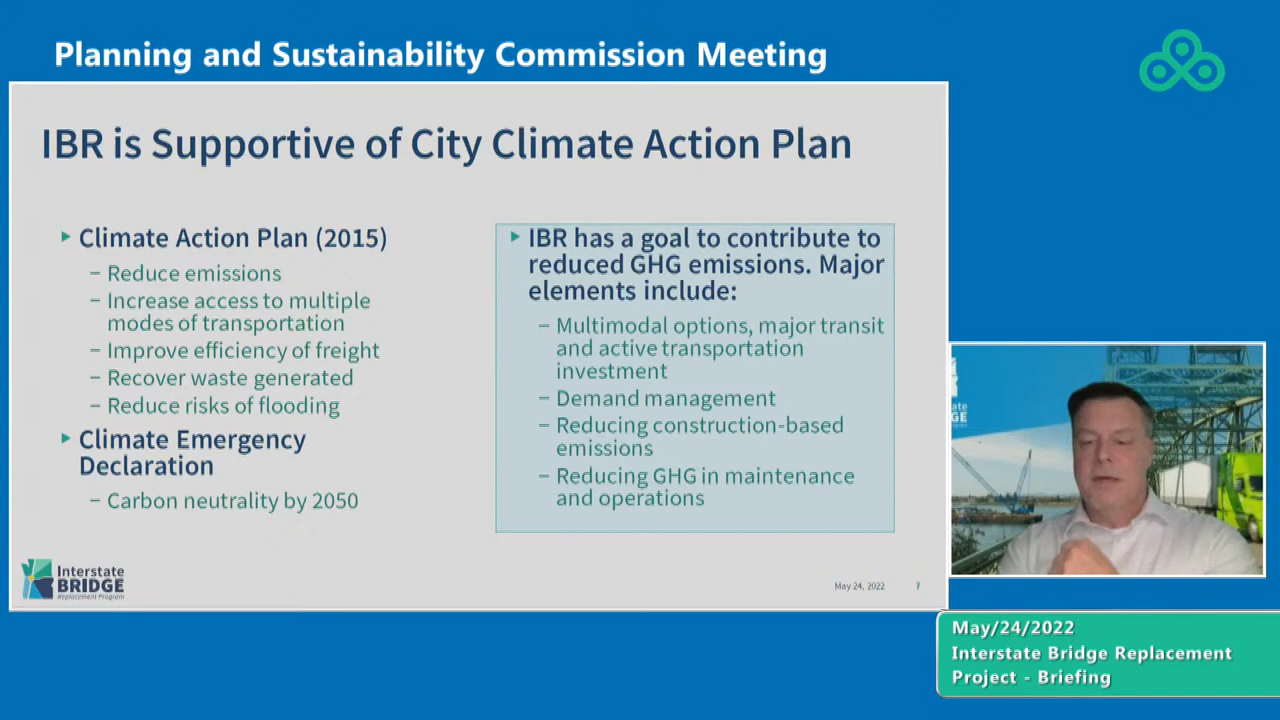 Planning and Sustainability Commission Meeting
IBR is Supportive of City Climate Action Plan
Climate Action Plan (2015)
– Reduce emissions
– Increase access to multiple
modes of transportation
– Improve efficiency of freight
– Recover waste generated
– Reduce risks of flooding
Climate Emergency
Declaration
– Carbon neutrality by 2050
IBR has a goal to contribute to
reduced GHG emissions. Major
elements include:
– Multimodal options, major transit
and active transportation
investment
– Demand management
– Reducing construction-based
emissions
– Reducing GHG in maintenance
and operations
Interstate
BRIDGE
Replacement Program
May 24, 2022
7
May/24/2022
Interstate Bridge Replacement
Project - Briefing